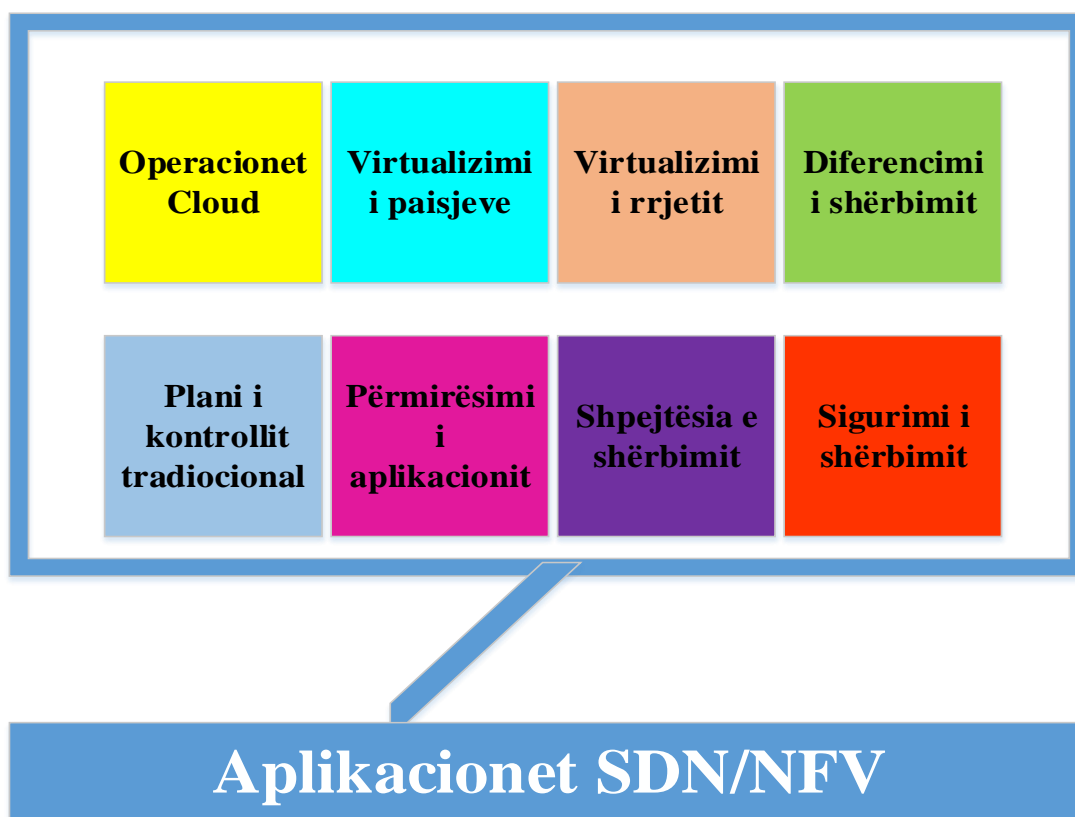 Operacionet
Cloud
Virtualizimi
i paisjeve
Virtualizimi
i rrjetit
Diferencimi
i shërbimit
Plani i
kontrollit
tradiocional
Përmirësimi
i
aplikacionit
Shpejtësia e
shërbimit
Sigurimi i
shërbimit
Aplikacionet SDN/NFV